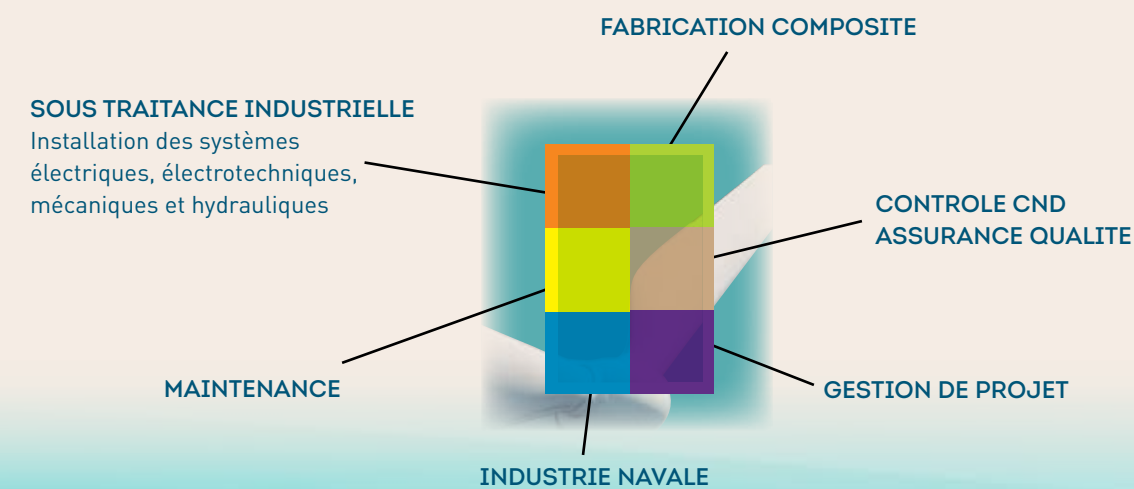 FABRICATION COMPOSITE
SOUS TRAITANCE INDUSTRIELLE
Installation des systèmes
électriques, électrotechniques,
mécaniques et hydrauliques
CONTROLE CND
ASSURANCE QUALITE
MAINTENANCE
GESTION DE PROJET
INDUSTRIE NAVALE